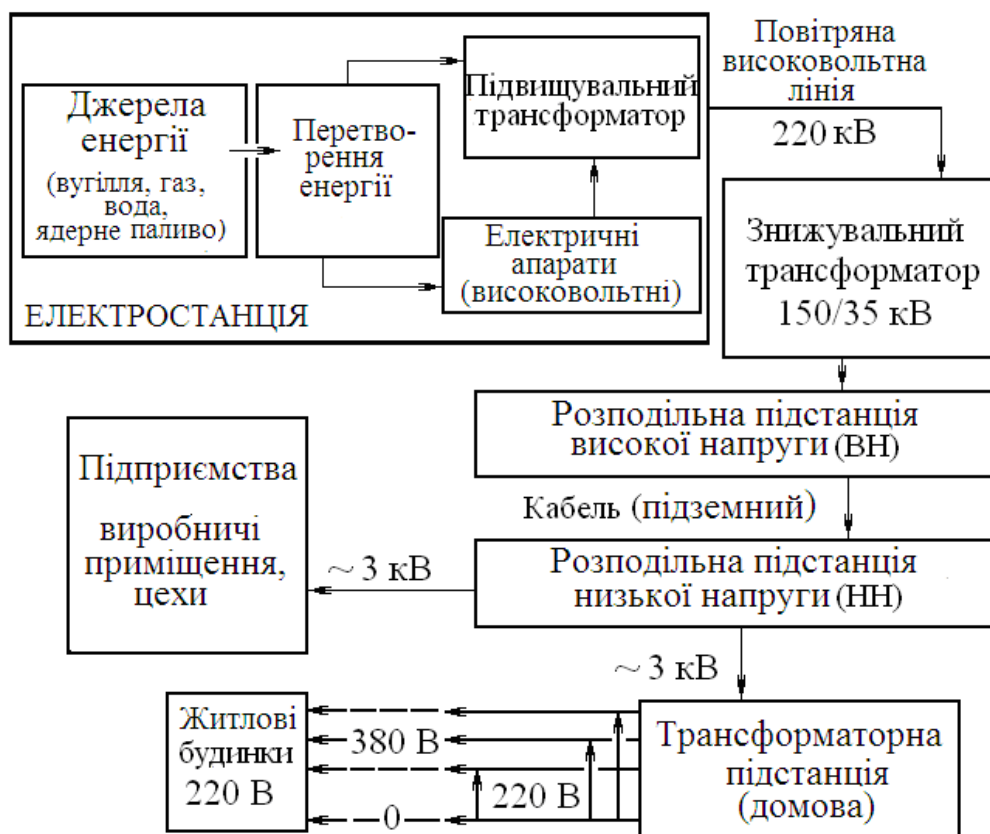 Джерела
енергії
(вугілля, газ,
вода,
ядерне паливо)
Перетво-
рення
енергії
Підвищувальний
трансформатор
Електричні
апарати
(високовольтні)
ЕЛЕКТРОСТАНЦІЯ
Повітряна
високовольтна
лінія
220 кВ
Знижувальний
трансформатор
150/35 кВ
Розподільна підстанція
високої напруги (ВН)
Кабель (підземний)
Розподільна підстанція
низької напруги (НН)
~ 3 кВ
Підприємства
виробничі
приміщення,
цехи
~ 3 кВ
Трансформаторна
підстанція
(домова)
380 В
220 В
0
Житлові
будинки
220 В